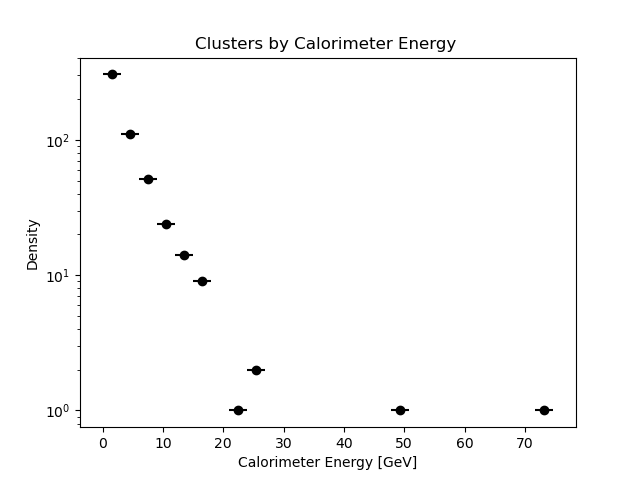 Clusters by Calorimeter Energy
Density
10²
10¹
10⁰
0 10 20 30 40 50 60 70
Calorimeter Energy [GeV]